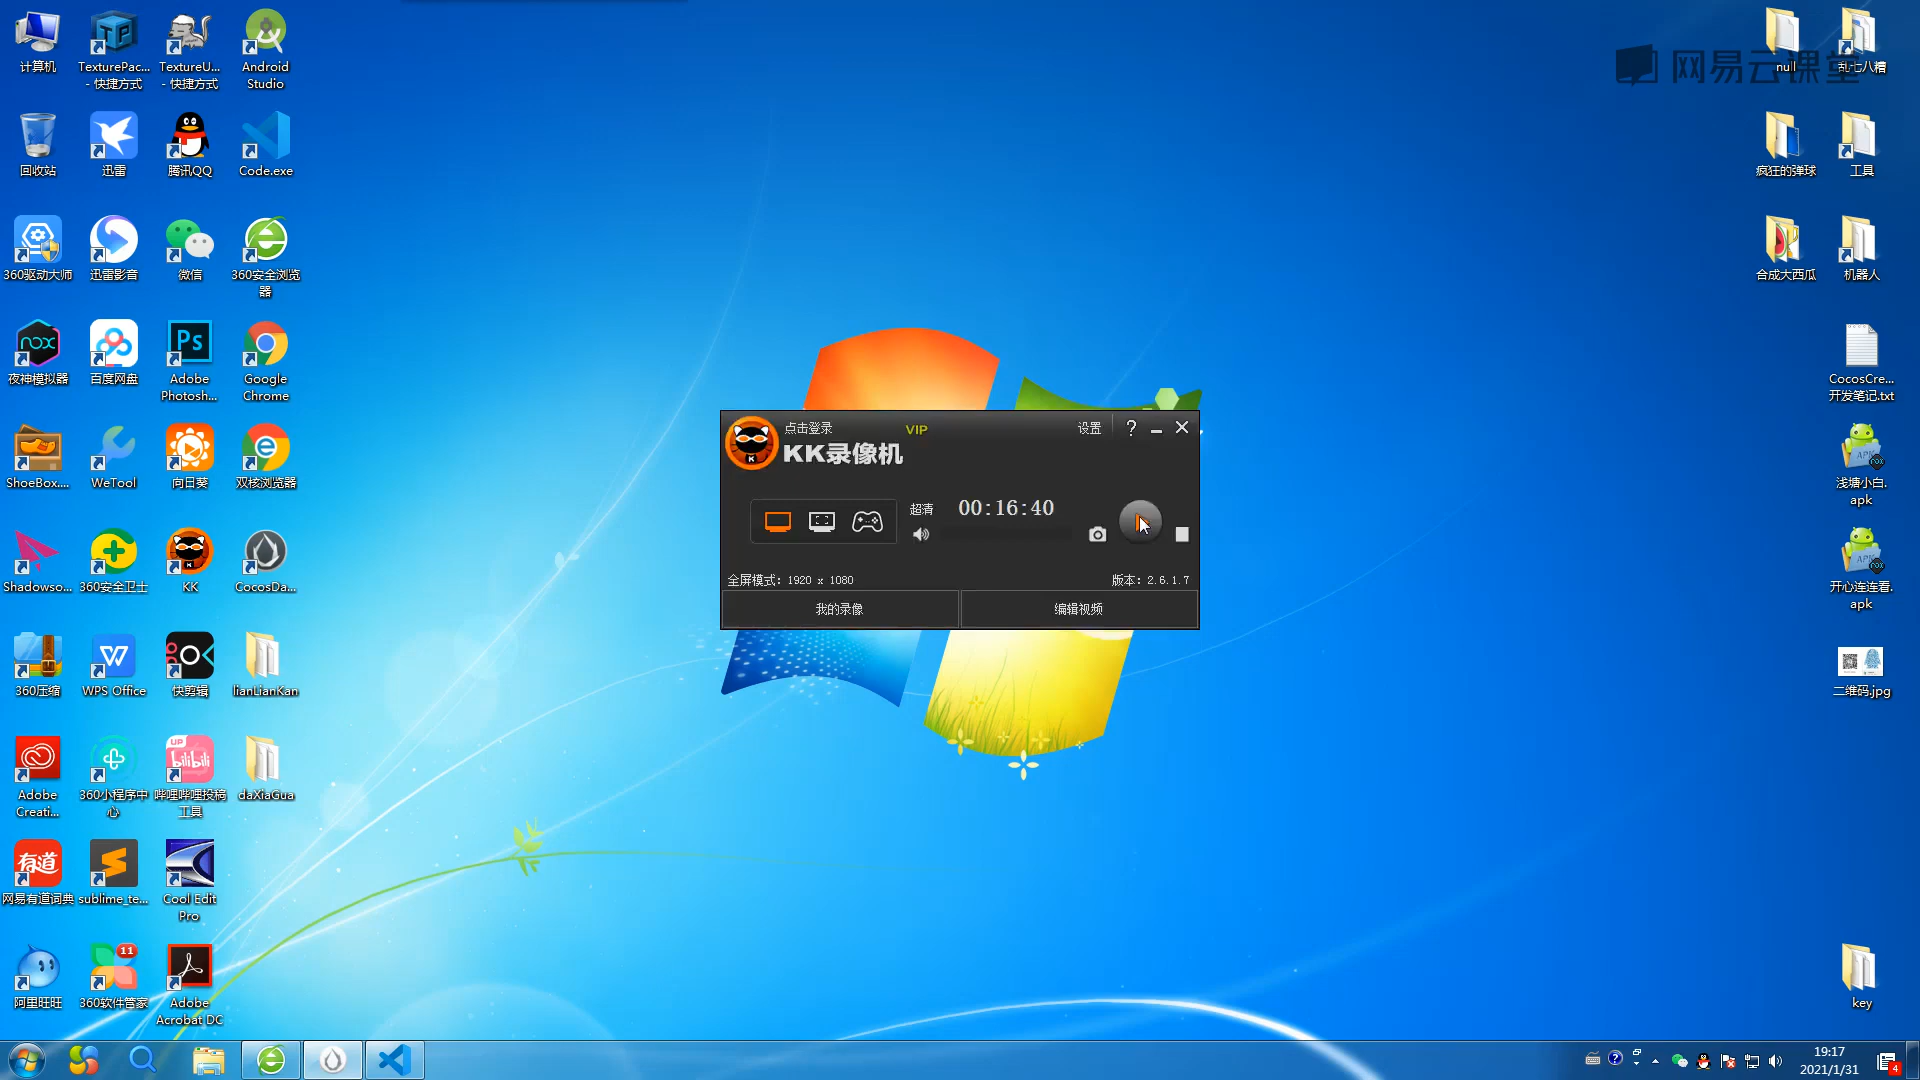 计算机
TexturePac...
- 快捷方式
TextureU...
- 快捷方式
Android
Studio
null
乱七八糟
网易云课堂
回收站
迅雷
腾讯QQ
Code.exe
疯狂的弹球
工具
360驱动大师
迅雷影音
微信
360安全浏览
器
合成大西瓜
机器人
夜神模拟器
百度网盘
Adobe
Photosh...
Google
Chrome
CocosCre...
开发笔记.txt
点击登录
VIP
设置
KK录像机
ShoeBox....
WeTool
向日葵
双核浏览器
浅塘小白.
apk
超清
00:16:40
Shadowso...
360安全卫士
KK
CocosDa...
全屏模式: 1920 x 1080
版本: 2.6.1.7
开心连连看.
apk
我的录像
编辑视频
360压缩
WPS Office
快剪辑
lianLianKan
二维码.jpg
Adobe
Creati...
360小程序中
心
UP
bilibili
哔哩哔哩投稿
工具
daXiaGua
有道
网易有道词典
sublime_te...
Cool Edit
Pro
阿里旺旺
11
360软件管家
Adobe
Acrobat DC
key
19:17
2021/1/31
4